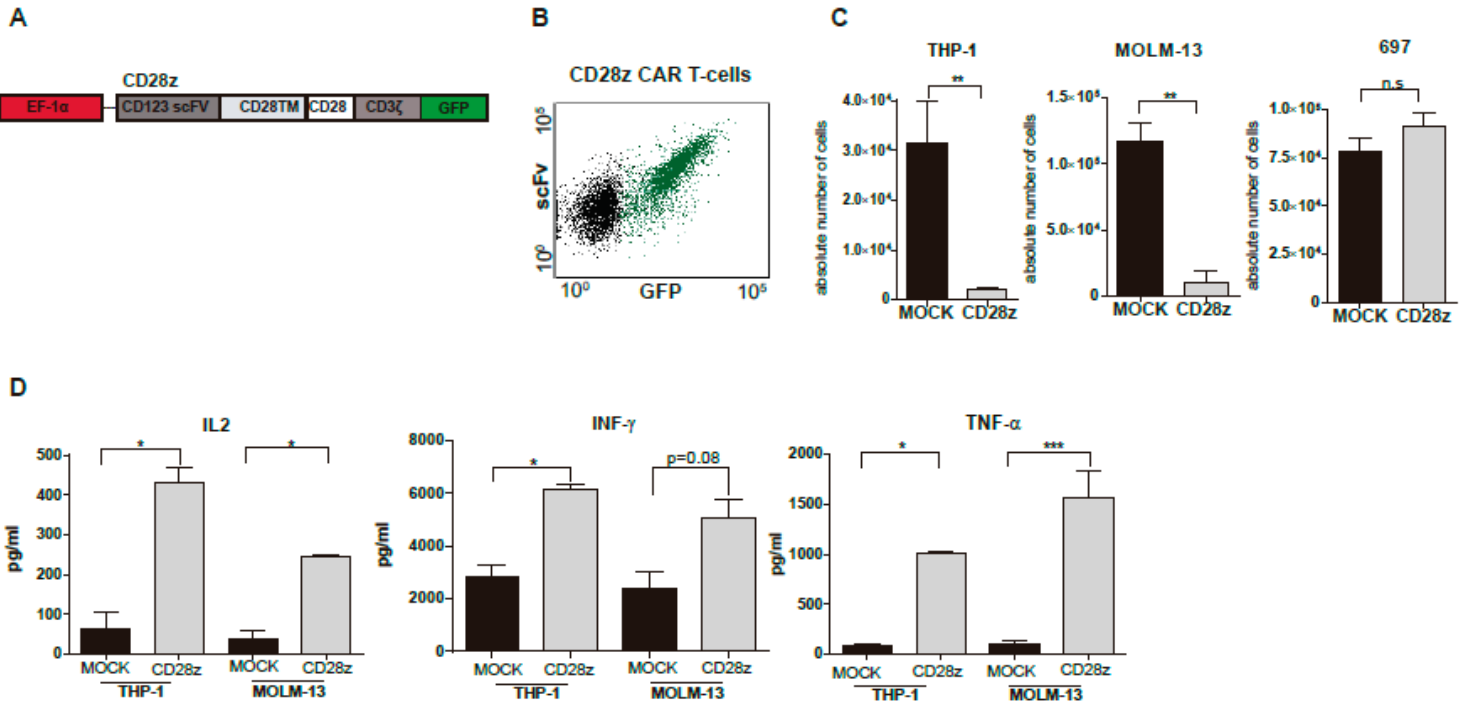 A
CD28z
EF-1α CD123 scFV CD28TM CD28 CD3ζ GFP
B
CD28z CAR T-cells
10⁵
scFv
10⁰
10⁰ GFP 10⁵
C
THP-1
**
absolute number of cells
4.0×10⁴
3.0×10⁴
2.0×10⁴
1.0×10⁴
0
MOCK CD28z
MOLM-13
**
absolute number of cells
1.5×10⁵
1.0×10⁵
5.0×10⁴
0
MOCK CD28z
697
n.s
absolute number of cells
1.0×10⁵
7.5×10⁴
5.0×10⁴
2.5×10⁴
0
MOCK CD28z
D
IL2
* *
pg/ml
500
400
300
200
100
0
MOCK CD28z MOCK CD28z
THP-1 MOLM-13
INF-γ
* p=0.08
pg/ml
8000
6000
4000
2000
0
MOCK CD28z MOCK CD28z
THP-1 MOLM-13
TNF-α
* ***
pg/ml
2000
1500
1000
500
0
MOCK CD28z MOCK CD28z
THP-1 MOLM-13